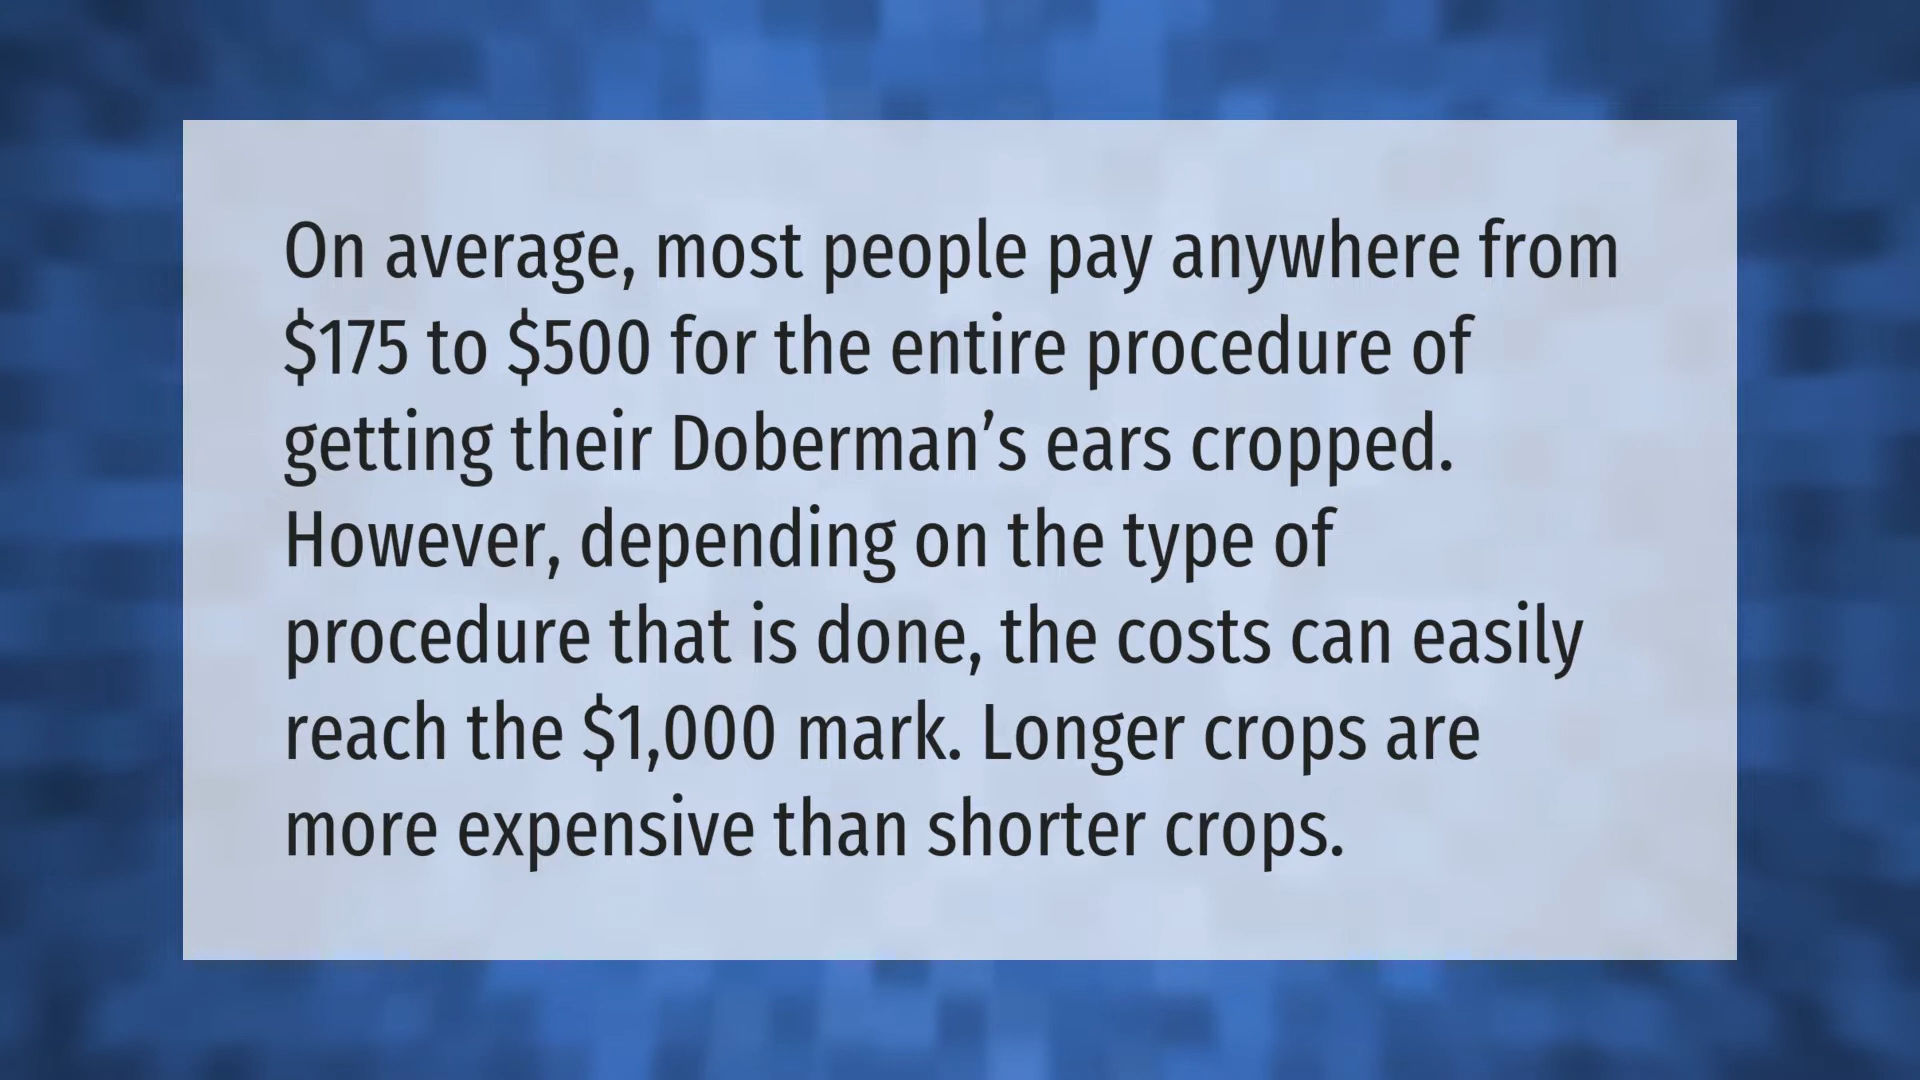 On average, most people pay anywhere from
$175 to $500 for the entire procedure of
getting their Doberman’s ears cropped.
However, depending on the type of
procedure that is done, the costs can easily
reach the $1,000 mark. Longer crops are
more expensive than shorter crops.